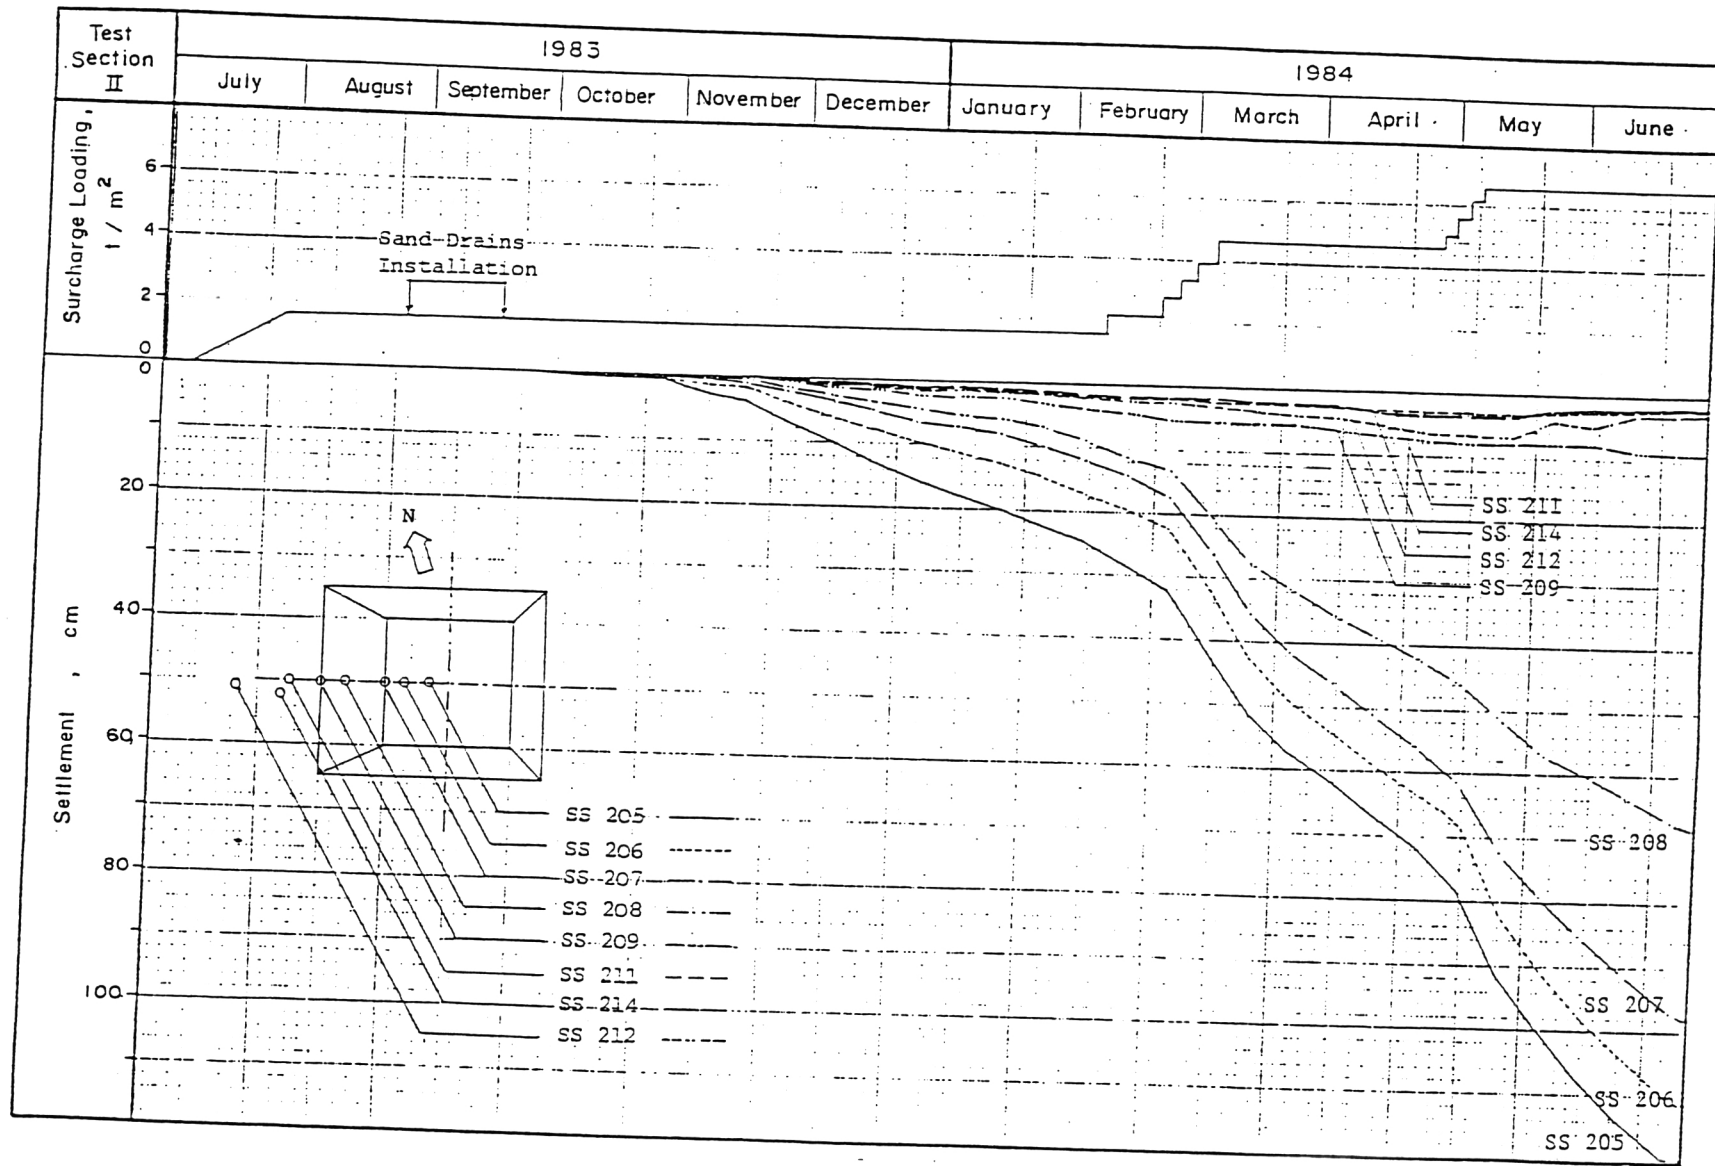 Test
Section
II
1983
1984
July
August
September
October
November
December
January
February
March
April
May
June
Surcharge Loading,
t / m²
6
4
2
0
Sand Drains
Installation
0
20
40
60
80
100
Settlement , cm
N
SS 211
SS 214
SS 212
SS 209
SS 205
SS 206
SS 207
SS 208
SS 209
SS 211
SS 214
SS 212
SS 208
SS 207
SS 206
SS 205